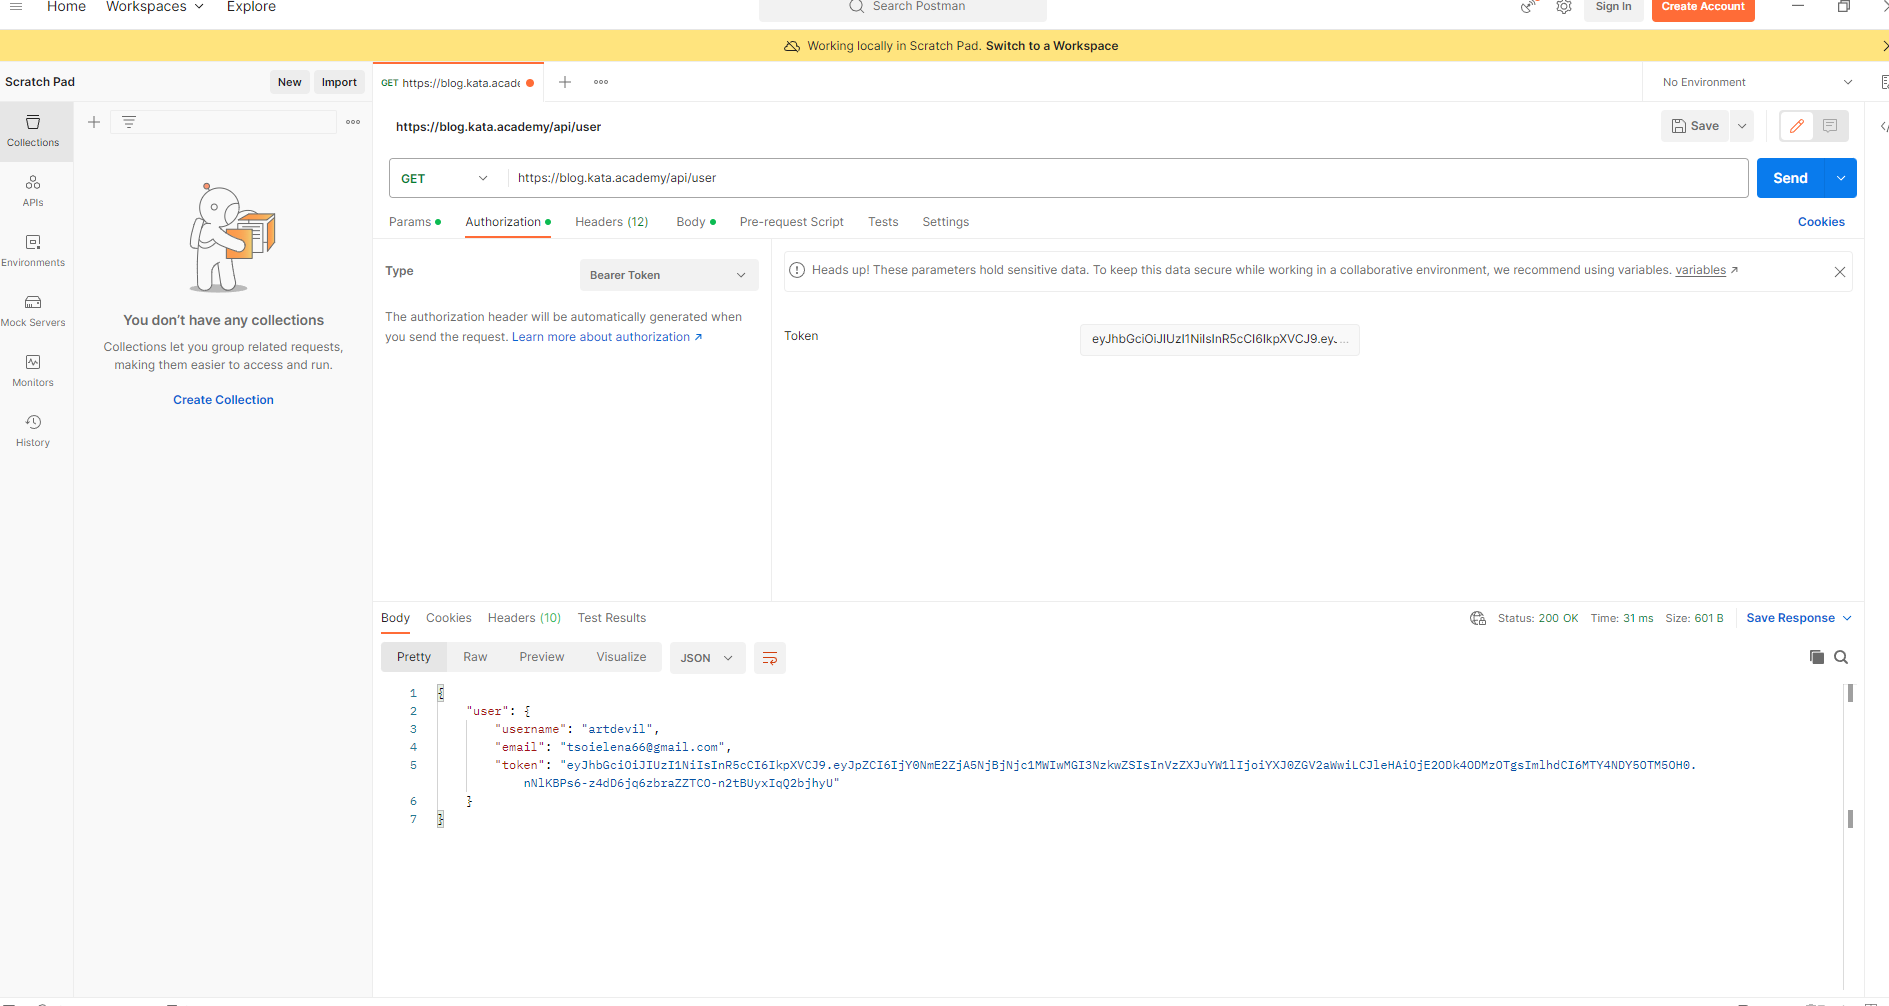 Home Workspaces Explore
Search Postman
Sign In Create Account
Working locally in Scratch Pad. Switch to a Workspace
Scratch Pad New Import
GET https://blog.kata.acade
No Environment
Collections
APIs
Environments
Mock Servers
Monitors
History
You don't have any collections
Collections let you group related requests,
making them easier to access and run.
Create Collection
https://blog.kata.academy/api/user
Save
GET https://blog.kata.academy/api/user
Send
Params Authorization Headers (12) Body Pre-request Script Tests Settings
Cookies
Type Bearer Token
The authorization header will be automatically generated when
you send the request. Learn more about authorization ↗
Heads up! These parameters hold sensitive data. To keep this data secure while working in a collaborative environment, we recommend using variables. variables ↗
Token eyJhbGciOiJIUzI1NiIsInR5cCI6IkpXVCJ9.eyJ...
Body Cookies Headers (10) Test Results
Status: 200 OK Time: 31 ms Size: 601 B Save Response
Pretty Raw Preview Visualize JSON
1 {
2 "user": {
3 "username": "artdevil",
4 "email": "tsoielena66@gmail.com",
5 "token": "eyJhbGciOiJIUzI1NiIsInR5cCI6IkpXVCJ9.eyJpZCI6IjY0NmE2ZjA5NjBjNjc1MWIwMGI3NzkwZSIsInVzZXJuYW1lIjoiYXJ0ZGV2aWwiLCJleHAiOjE2ODk4ODMzOTgsImlhdCI6MTY4NDY5OTM5OH0.
nNlKBPs6-z4dD6jq6zbraZZTCO-n2tBUyxIqQ2bjhyU"
6 }
7 }